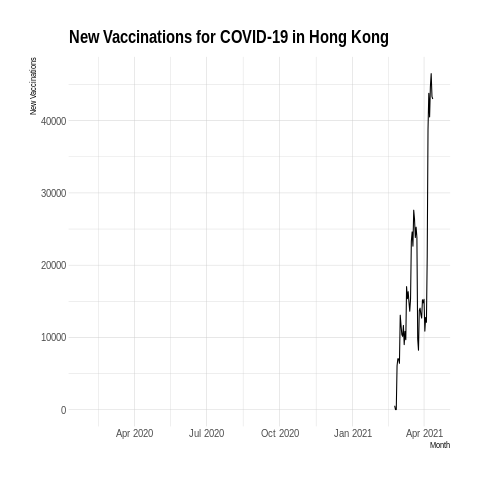 New Vaccinations for COVID-19 in Hong Kong
New Vaccinations
40000
30000
20000
10000
0
Apr 2020 Jul 2020 Oct 2020 Jan 2021 Apr 2021
Month